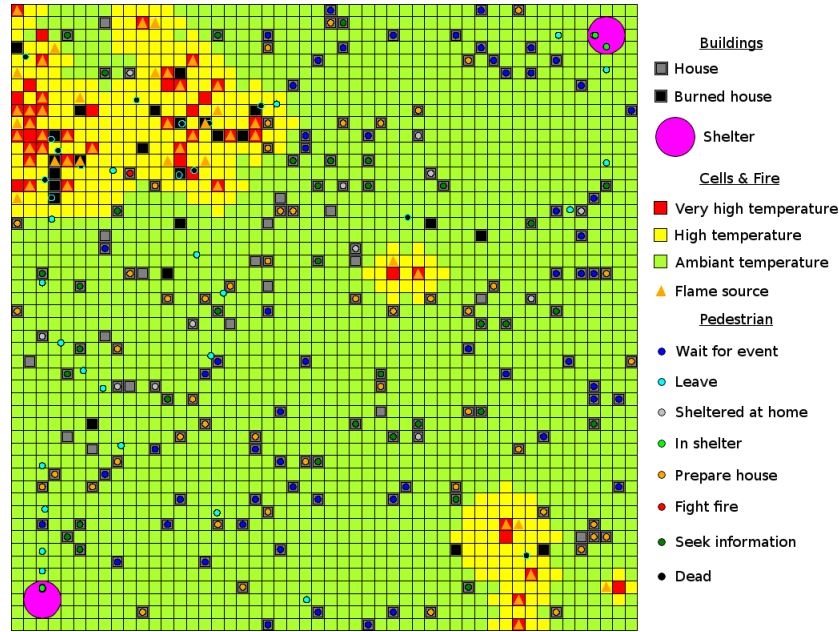 Buildings
House
Burned house
Shelter
Cells & Fire
Very high temperature
High temperature
Ambiant temperature
Flame source
Pedestrian
Wait for event
Leave
Sheltered at home
In shelter
Prepare house
Fight fire
Seek information
Dead